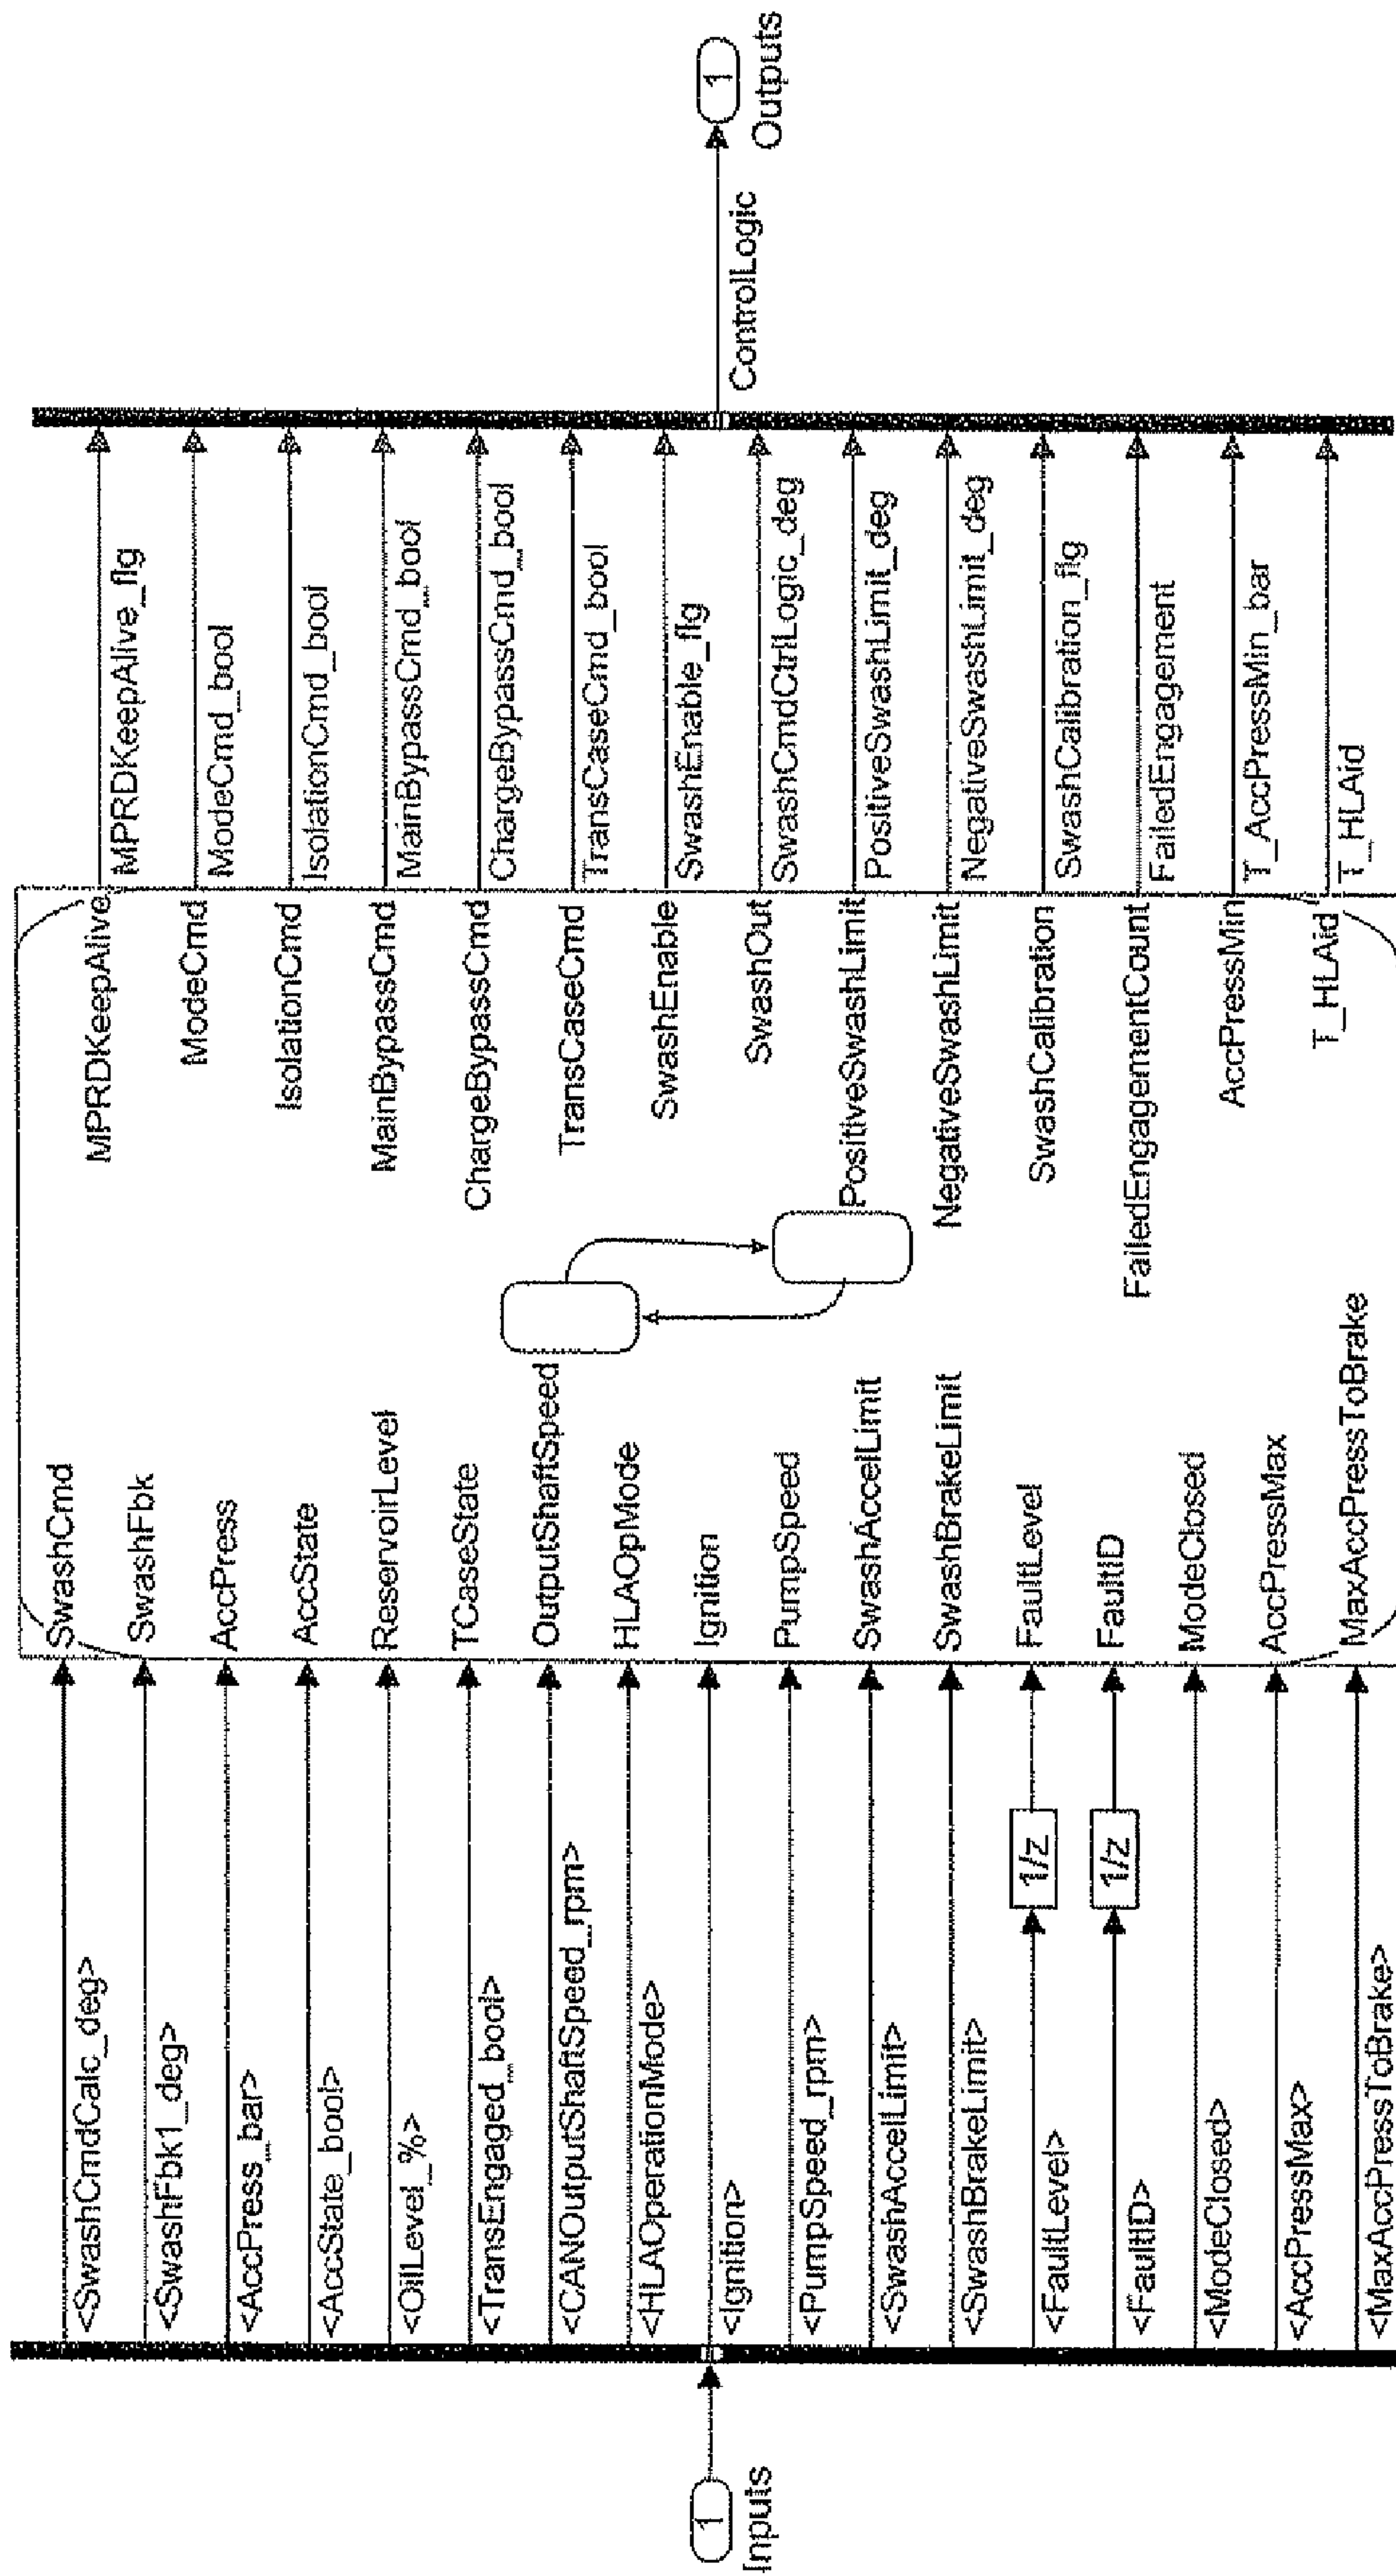 1
Inputs
<SwashCmdCalc_deg>
<SwashFbk1_deg>
<AccPress_bar>
<AccState_bool>
<OilLevel_%>
<TransEngaged_bool>
<CANOutputShaftSpeed_rpm>
<HLAOperationMode>
<Ignition>
<PumpSpeed_rpm>
<SwashAccelLimit>
<SwashBrakeLimit>
<FaultLevel>
<FaultID>
<ModeClosed>
<AccPressMax>
<MaxAccPressToBrake>
1/z
1/z
SwashCmd
SwashFbk
AccPress
AccState
ReservoirLevel
TCaseState
OutputShaftSpeed
HLAOpMode
Ignition
PumpSpeed
SwashAccelLimit
SwashBrakeLimit
FaultLevel
FaultID
ModeClosed
AccPressMax
MaxAccPressToBrake
MPRDKeepAlive
ModeCmd
IsolationCmd
MainBypassCmd
ChargeBypassCmd
TransCaseCmd
SwashEnable
SwashOut
PositiveSwashLimit
NegativeSwashLimit
SwashCalibration
FailedEngagementCount
AccPressMin
T_HLAid
MPRDKeepAlive_flg
ModeCmd_bool
IsolationCmd_bool
MainBypassCmd_bool
ChargeBypassCmd_bool
TransCaseCmd_bool
SwashEnable_flg
SwashCmdCtrlLogic_deg
PositiveSwashLimit_deg
NegativeSwashLimit_deg
SwashCalibration_flg
FailedEngagement
T_AccPressMin_bar
T_HLAid
ControlLogic
1
Outputs